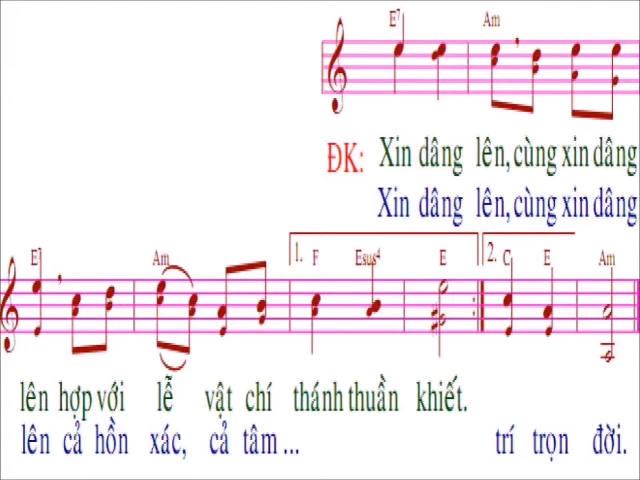 E7 Am
ĐK: Xin dâng lên, cùng xin dâng
Xin dâng lên, cùng xin dâng
E7 Am 1. F Esus4 E 2. C E Am
lên hợp với lễ vật chí thánh thuần khiết.
lên cả hồn xác, cả tâm ... trí trọn đời.